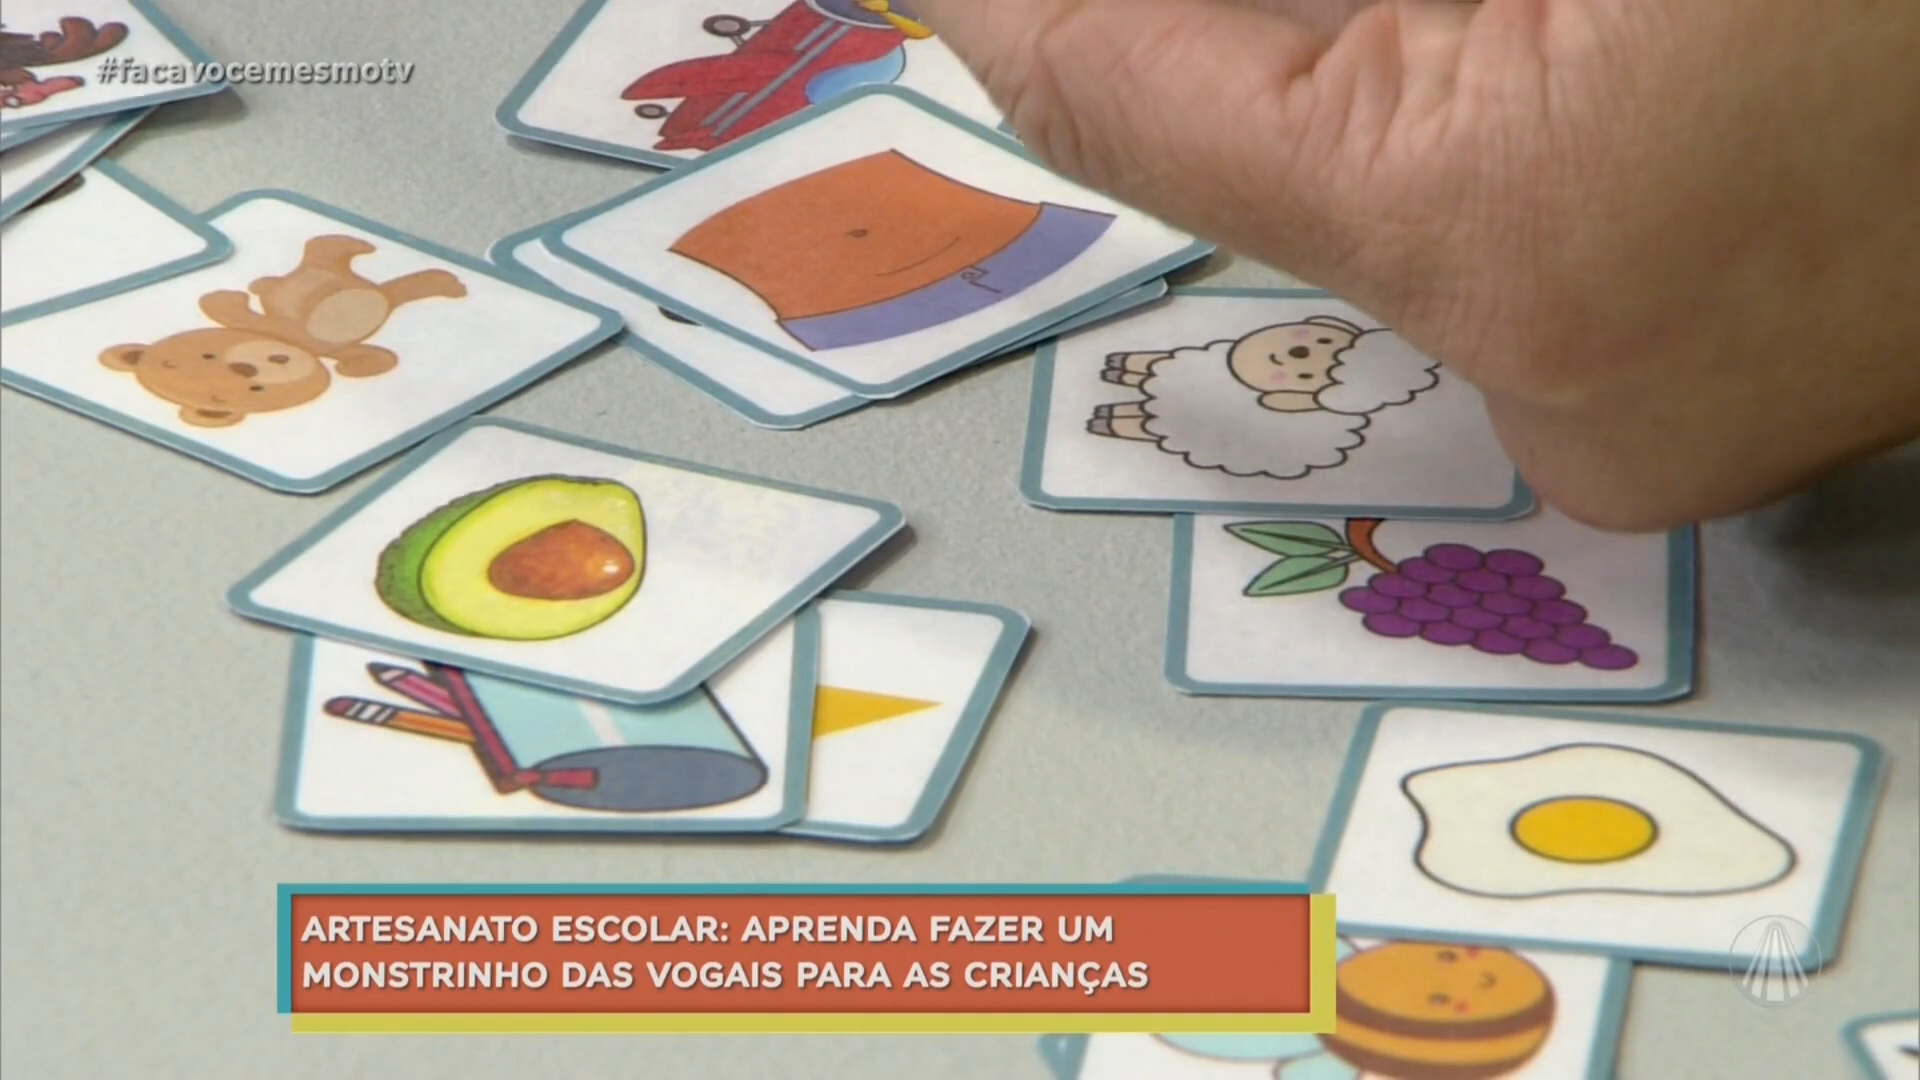 #facavocemesmotv
ARTESANATO ESCOLAR: APRENDA FAZER UM
MONSTRINHO DAS VOGAIS PARA AS CRIANÇAS